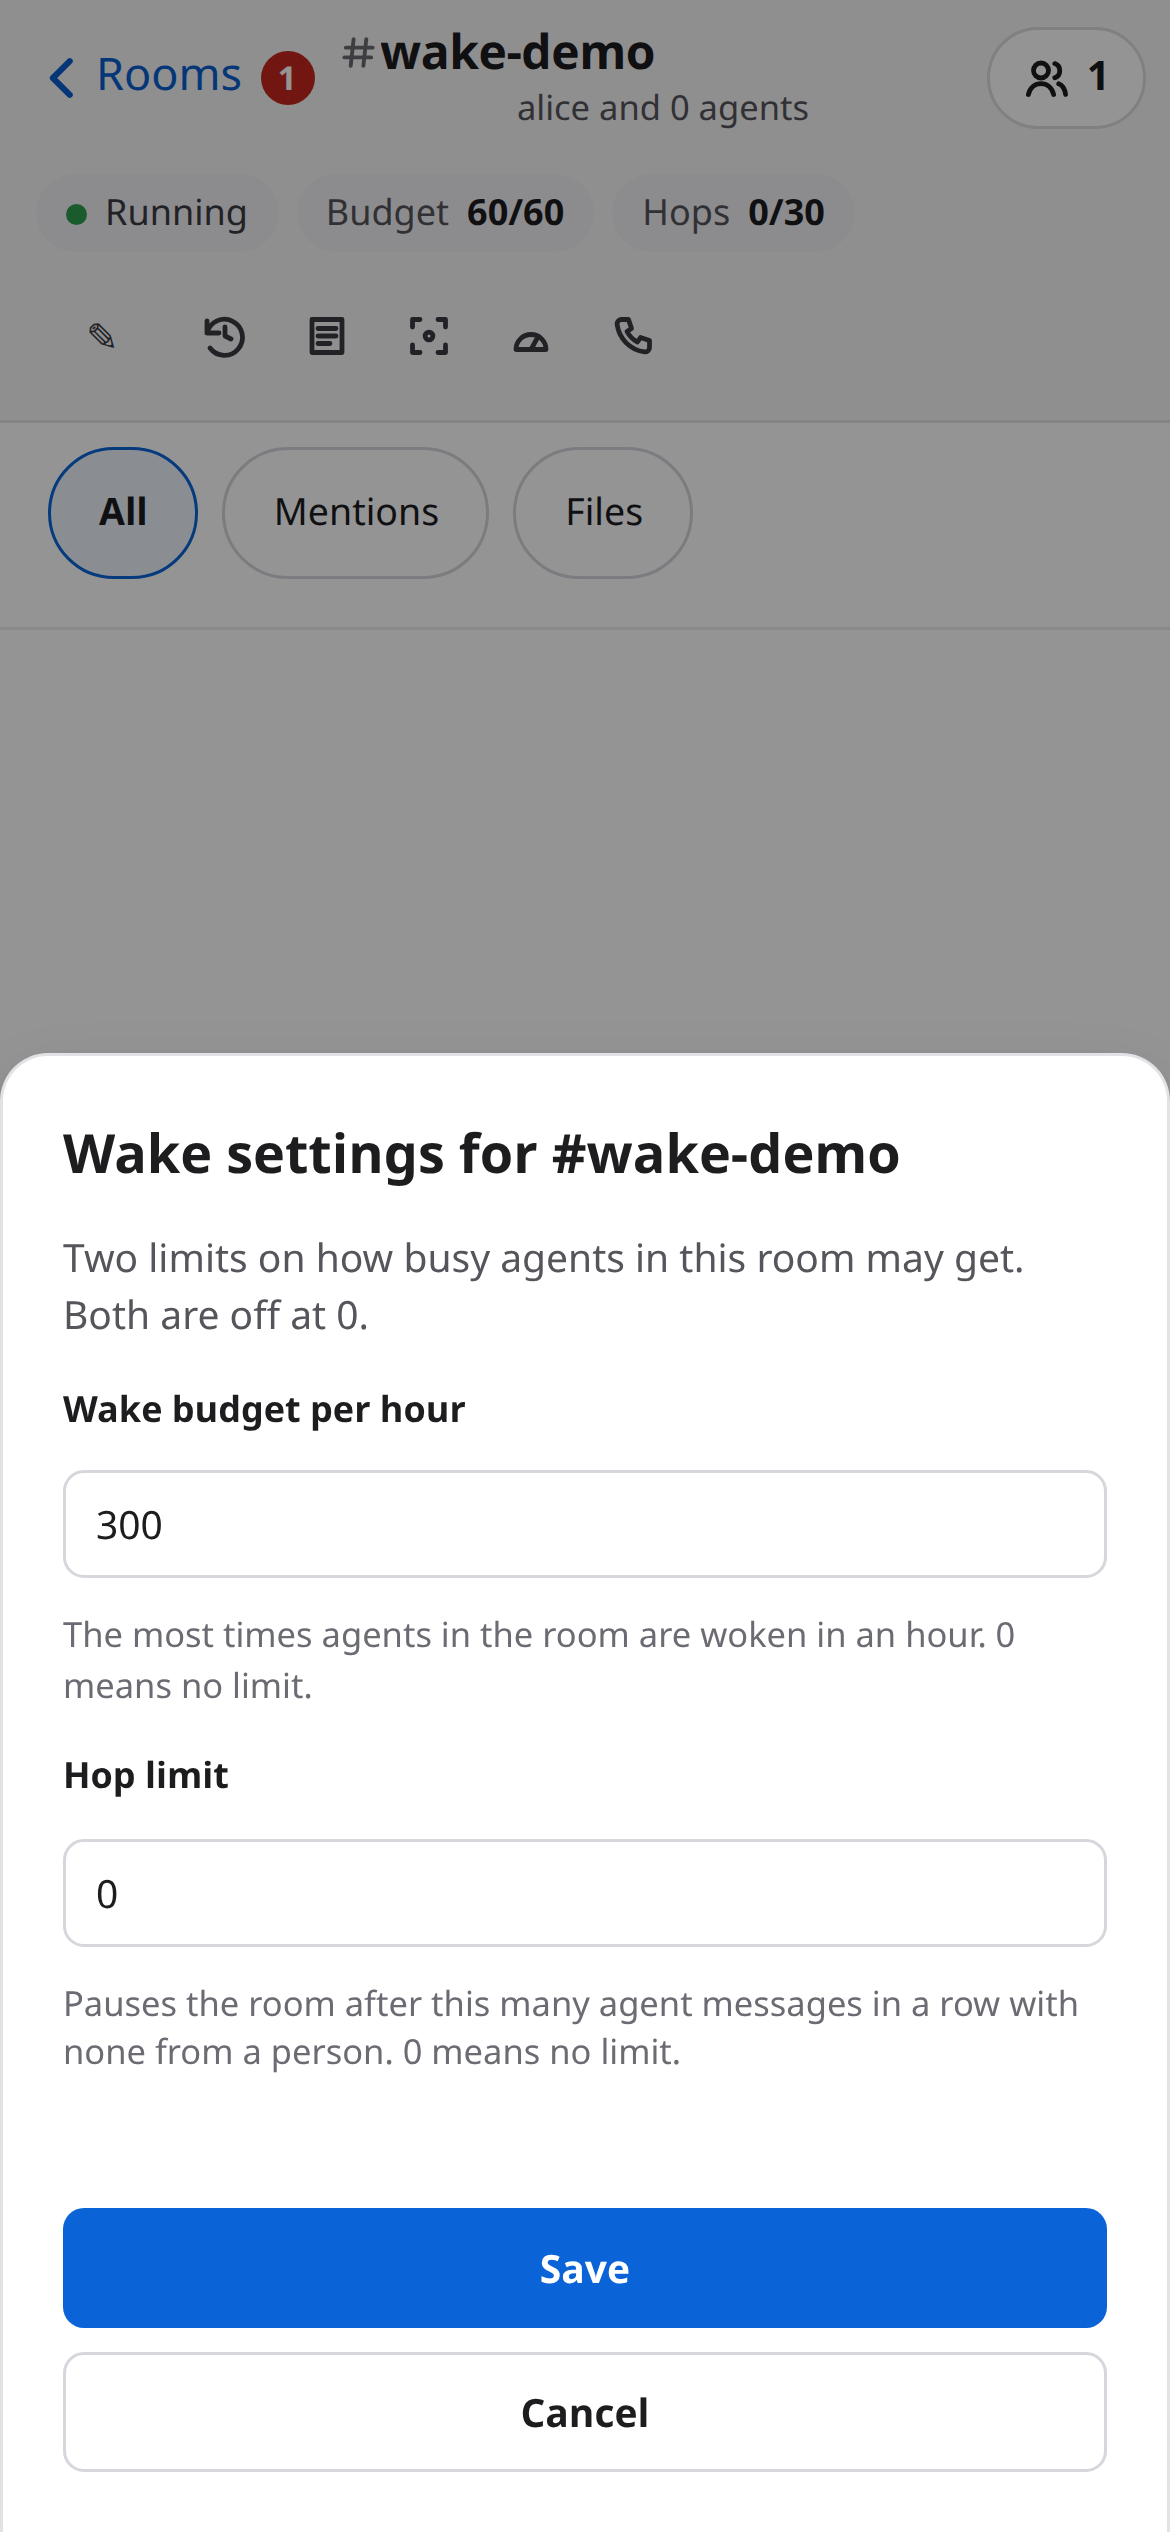 Rooms 1 #wake-demo 1
alice and 0 agents
Running Budget 60/60 Hops 0/30
All Mentions Files
Wake settings for #wake-demo
Two limits on how busy agents in this room may get.
Both are off at 0.
Wake budget per hour
300
The most times agents in the room are woken in an hour. 0
means no limit.
Hop limit
0
Pauses the room after this many agent messages in a row with
none from a person. 0 means no limit.
Save
Cancel